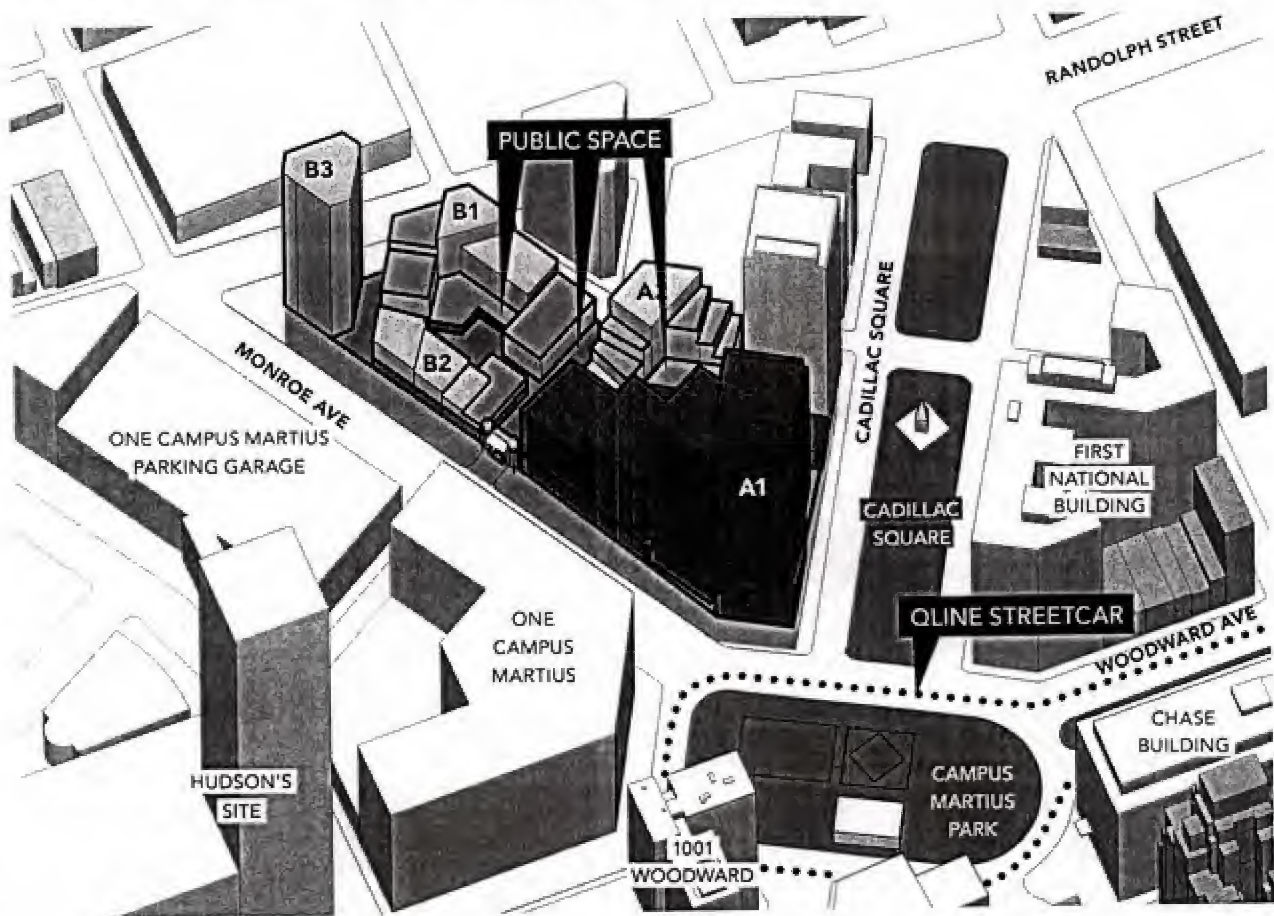 RANDOLPH STREET
PUBLIC SPACE
B3
B1
B2
A1
MONROE AVE
CADILLAC SQUARE
ONE CAMPUS MARTIUS
PARKING GARAGE
FIRST
NATIONAL
BUILDING
CADILLAC
SQUARE
QLINE STREETCAR
ONE
CAMPUS
MARTIUS
WOODWARD AVE
CHASE
BUILDING
HUDSON'S
SITE
CAMPUS
MARTIUS
PARK
1001
WOODWARD